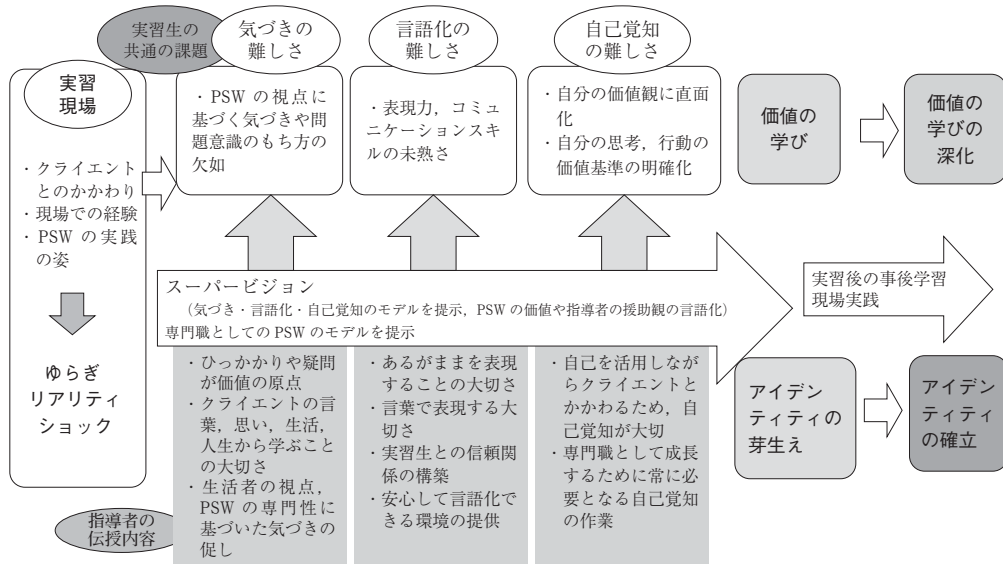 実習生の
共通の課題
気づきの
難しさ
言語化の
難しさ
自己覚知
の難しさ
実習
現場
・クライエント
とのかかわり
・現場での経験
・PSW の実践
の姿
ゆらぎ
リアリティ
ショック
・PSW の視点に
基づく気づきや問
題意識のもち方の
欠如
・表現力，コミュ
ニケーションスキ
ルの未熟さ
・自分の価値観に直面
化
・自分の思考，行動の
価値基準の明確化
価値の
学び
価値の
学びの
深化
スーパービジョン
（気づき・言語化・自己覚知のモデルを提示，PSW の価値や指導者の援助観の言語化）
専門職としての PSW のモデルを提示
実習後の事後学習
現場実践
・ひっかかりや疑問
が価値の原点
・クライエントの言
葉，思い，生活，
人生から学ぶこと
の大切さ
・生活者の視点，
PSW の専門性に
基づいた気づきの
促し
・あるがままを表現
することの大切さ
・言葉で表現する大
切さ
・実習生との信頼関
係の構築
・安心して言語化で
きる環境の提供
・自己を活用しなが
らクライエントと
かかわるため，自
己覚知が大切
・専門職として成長
するために常に必
要となる自己覚知
の作業
アイデン
ティティの
芽生え
アイデン
ティティ
の確立
指導者の
伝授内容